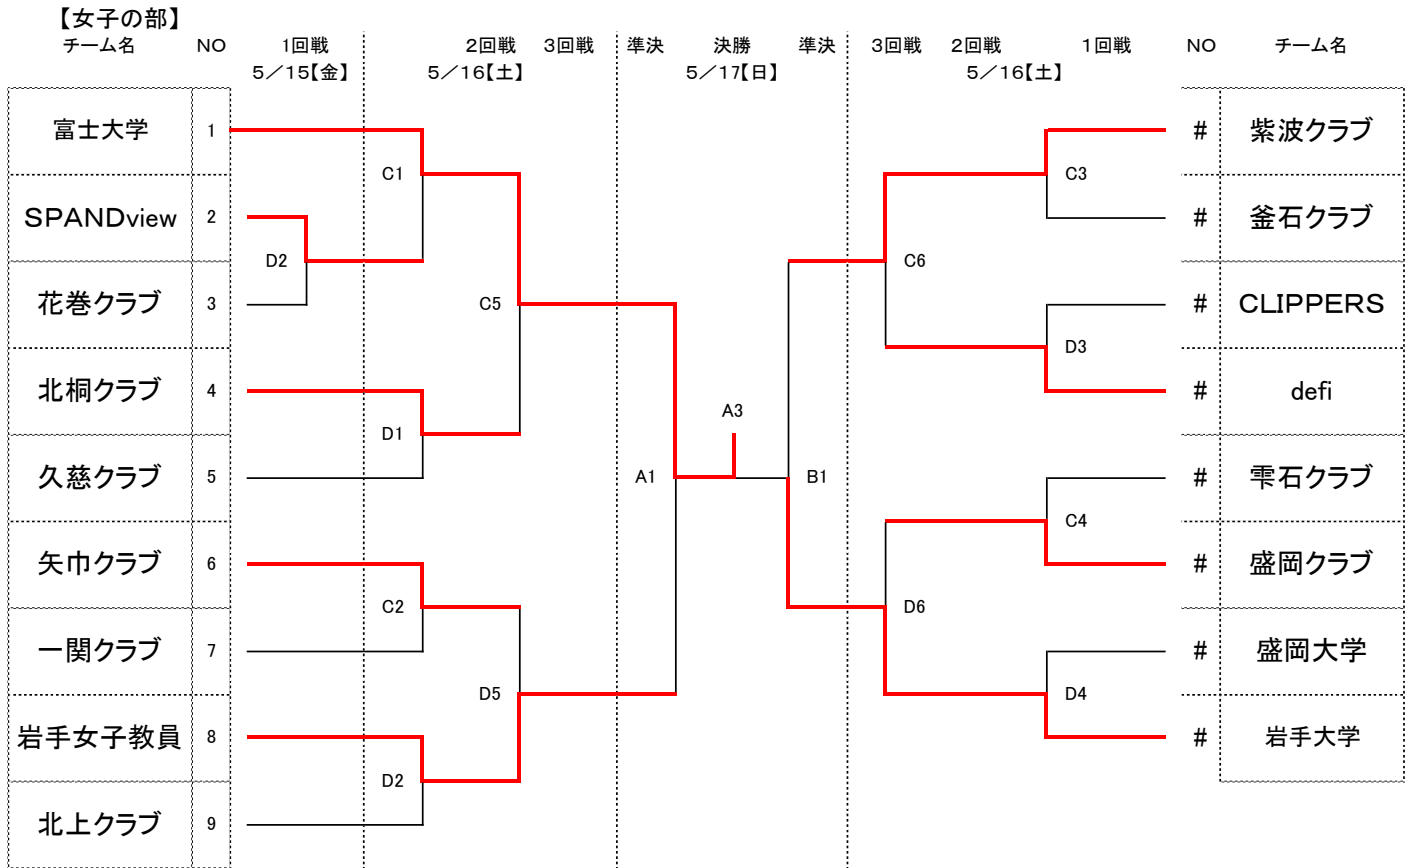 【女子の部】
チーム名 NO 1回戦 2回戦 3回戦 準決 決勝 準決 3回戦 2回戦 1回戦 NO チーム名
5／15【金】 5／16【土】 5／17【日】 5／16【土】
富士大学 1 # 紫波クラブ
C1 C3
SPANDview 2 # 釜石クラブ
D2 C6
花巻クラブ 3 C5 # CLIPPERS
D3
北桐クラブ 4 # defi
A3
D1
久慈クラブ 5 A1 B1 # 雫石クラブ
C4
矢巾クラブ 6 # 盛岡クラブ
C2 D6
一関クラブ 7 # 盛岡大学
D5 D4
岩手女子教員 8 # 岩手大学
D2
北上クラブ 9